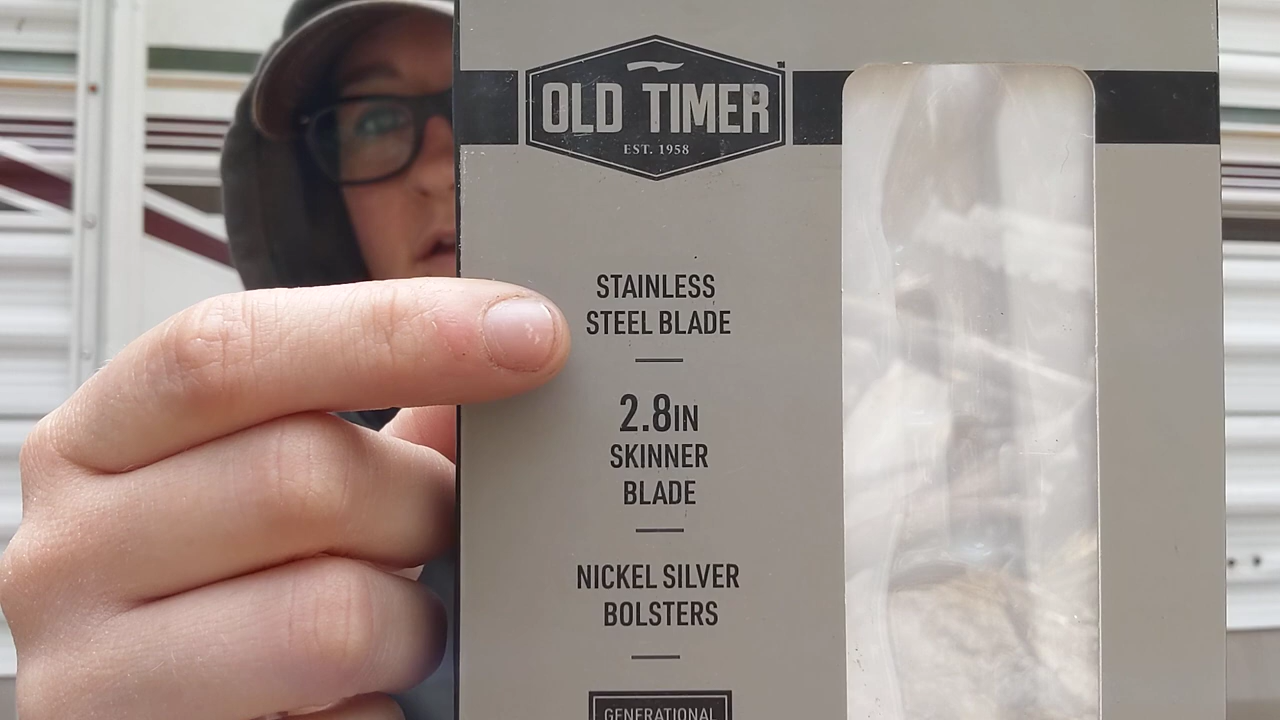 OLD TIMER
EST. 1958
STAINLESS
STEEL BLADE
2.8IN
SKINNER
BLADE
NICKEL SILVER
BOLSTERS
GENERATIONAL